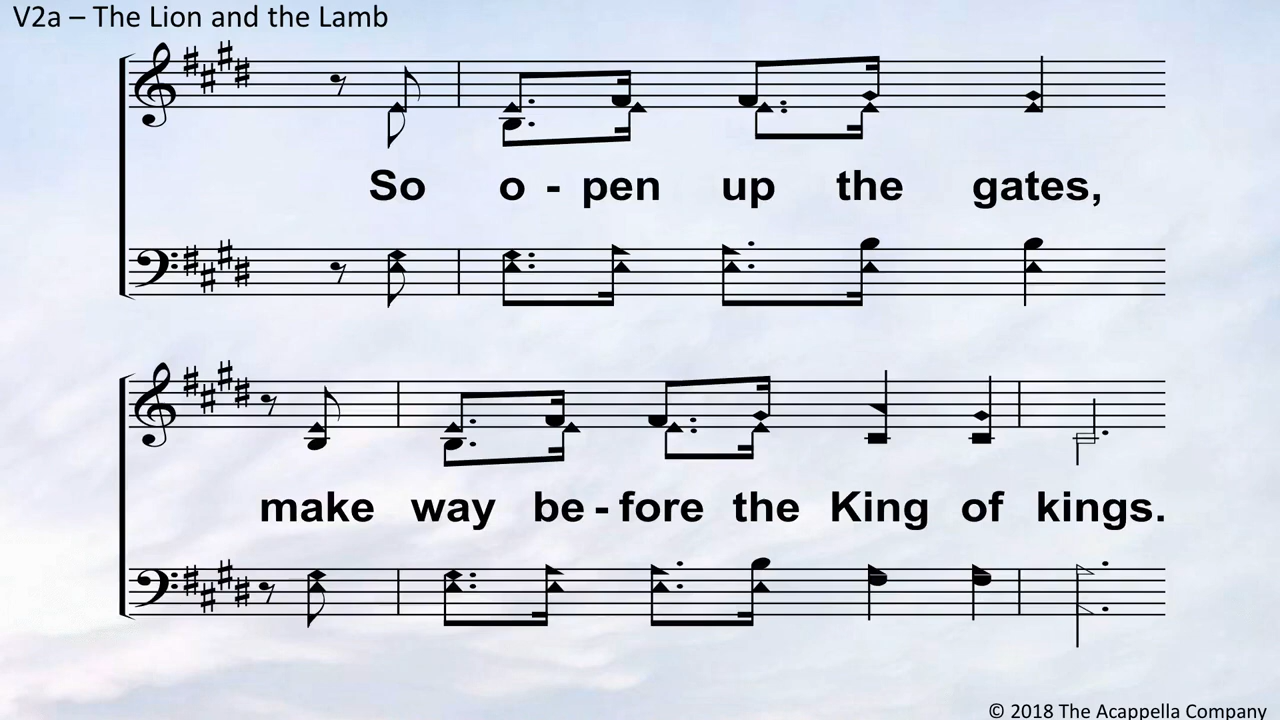 V2a – The Lion and the Lamb
So o - pen up the gates,
make way be - fore the King of kings.
© 2018 The Acappella Company